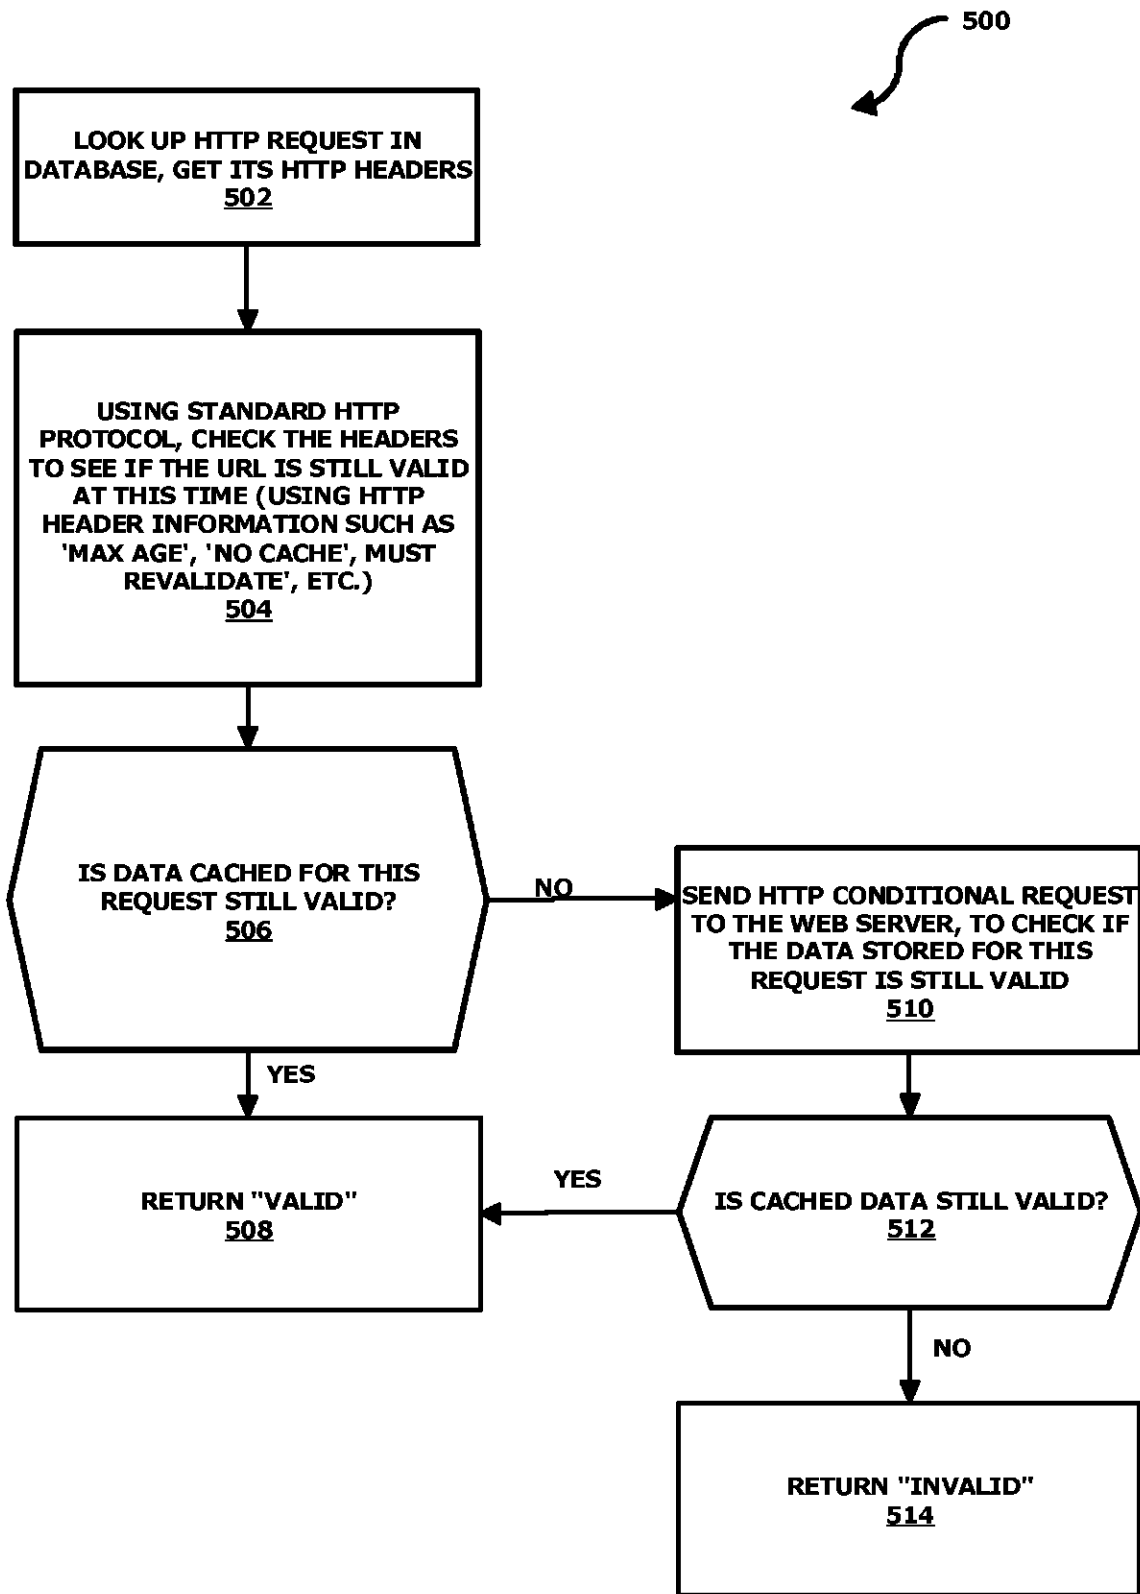 500
LOOK UP HTTP REQUEST IN
DATABASE, GET ITS HTTP HEADERS
502
USING STANDARD HTTP
PROTOCOL, CHECK THE HEADERS
TO SEE IF THE URL IS STILL VALID
AT THIS TIME (USING HTTP
HEADER INFORMATION SUCH AS
'MAX AGE', 'NO CACHE', MUST
REVALIDATE', ETC.)
504
IS DATA CACHED FOR THIS
REQUEST STILL VALID?
506
NO
SEND HTTP CONDITIONAL REQUEST
TO THE WEB SERVER, TO CHECK IF
THE DATA STORED FOR THIS
REQUEST IS STILL VALID
510
YES
RETURN "VALID"
508
YES
IS CACHED DATA STILL VALID?
512
NO
RETURN "INVALID"
514